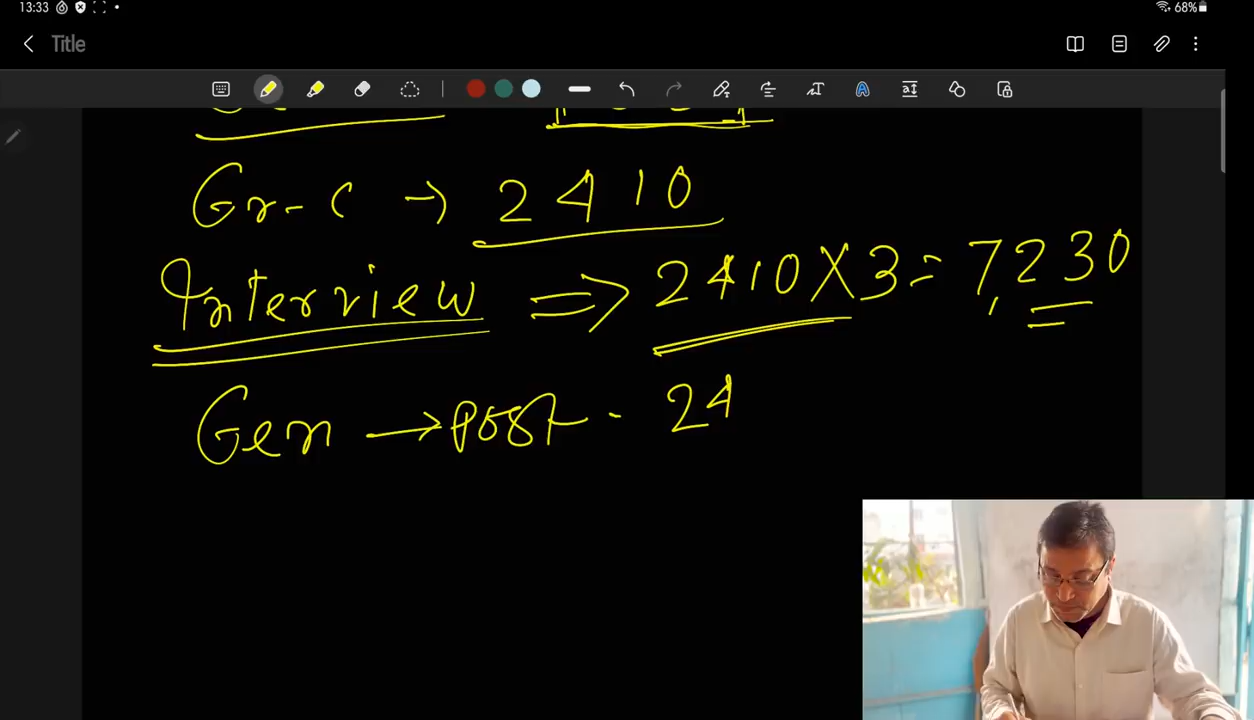 13:33 68%
Title
Gr-C → 2410
Interview ⇒ 2410 X 3 = 7,230
Gen → Post - 24